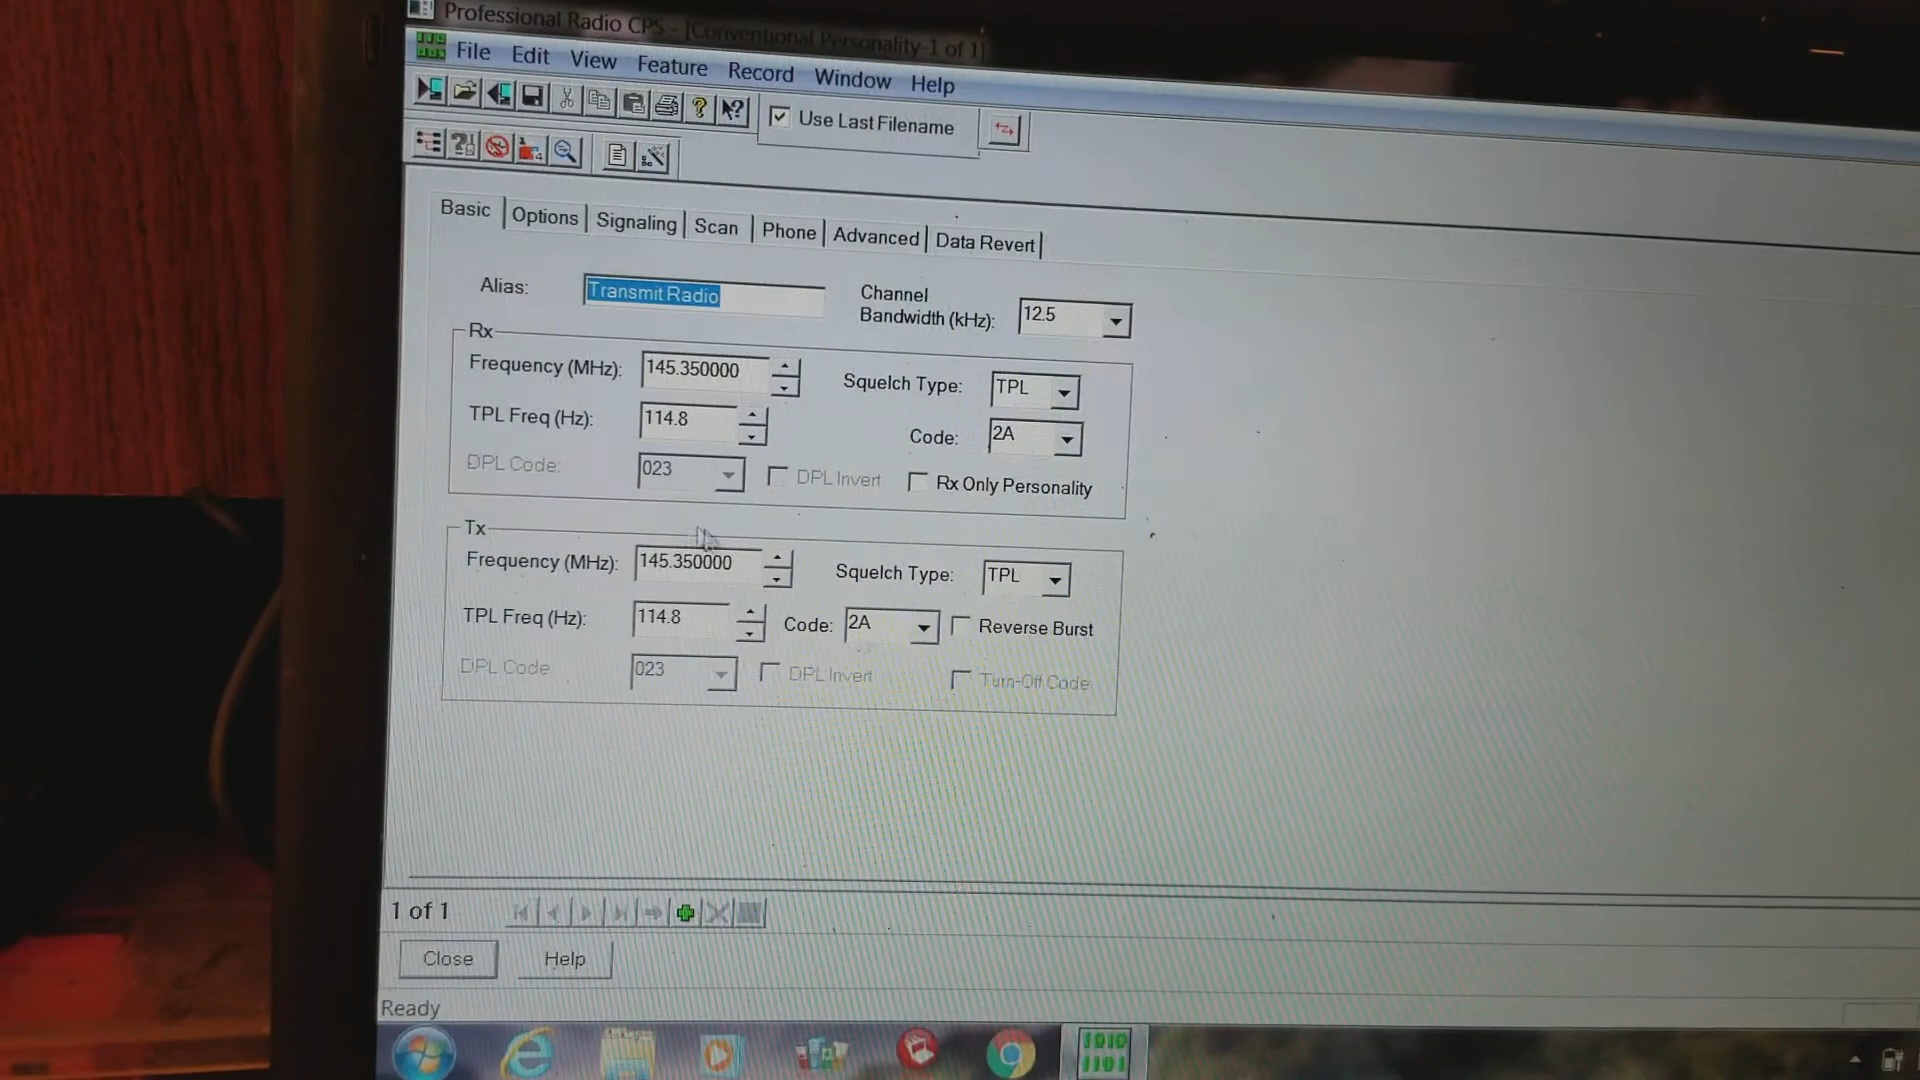 Professional Radio CPS - [Conventional Personality-1 of 1]
File Edit View Feature Record Window Help
Use Last Filename
Basic Options Signaling Scan Phone Advanced Data Revert
Alias: Transmit Radio Channel Bandwidth (kHz): 12.5
Rx
Frequency (MHz): 145.350000 Squelch Type: TPL
TPL Freq (Hz): 114.8 Code: 2A
DPL Code: 023 DPL Invert Rx Only Personality
Tx
Frequency (MHz): 145.350000 Squelch Type: TPL
TPL Freq (Hz): 114.8 Code: 2A Reverse Burst
DPL Code 023 DPL Invert Turn-Off Code
1 of 1
Close Help
Ready
1010
1101